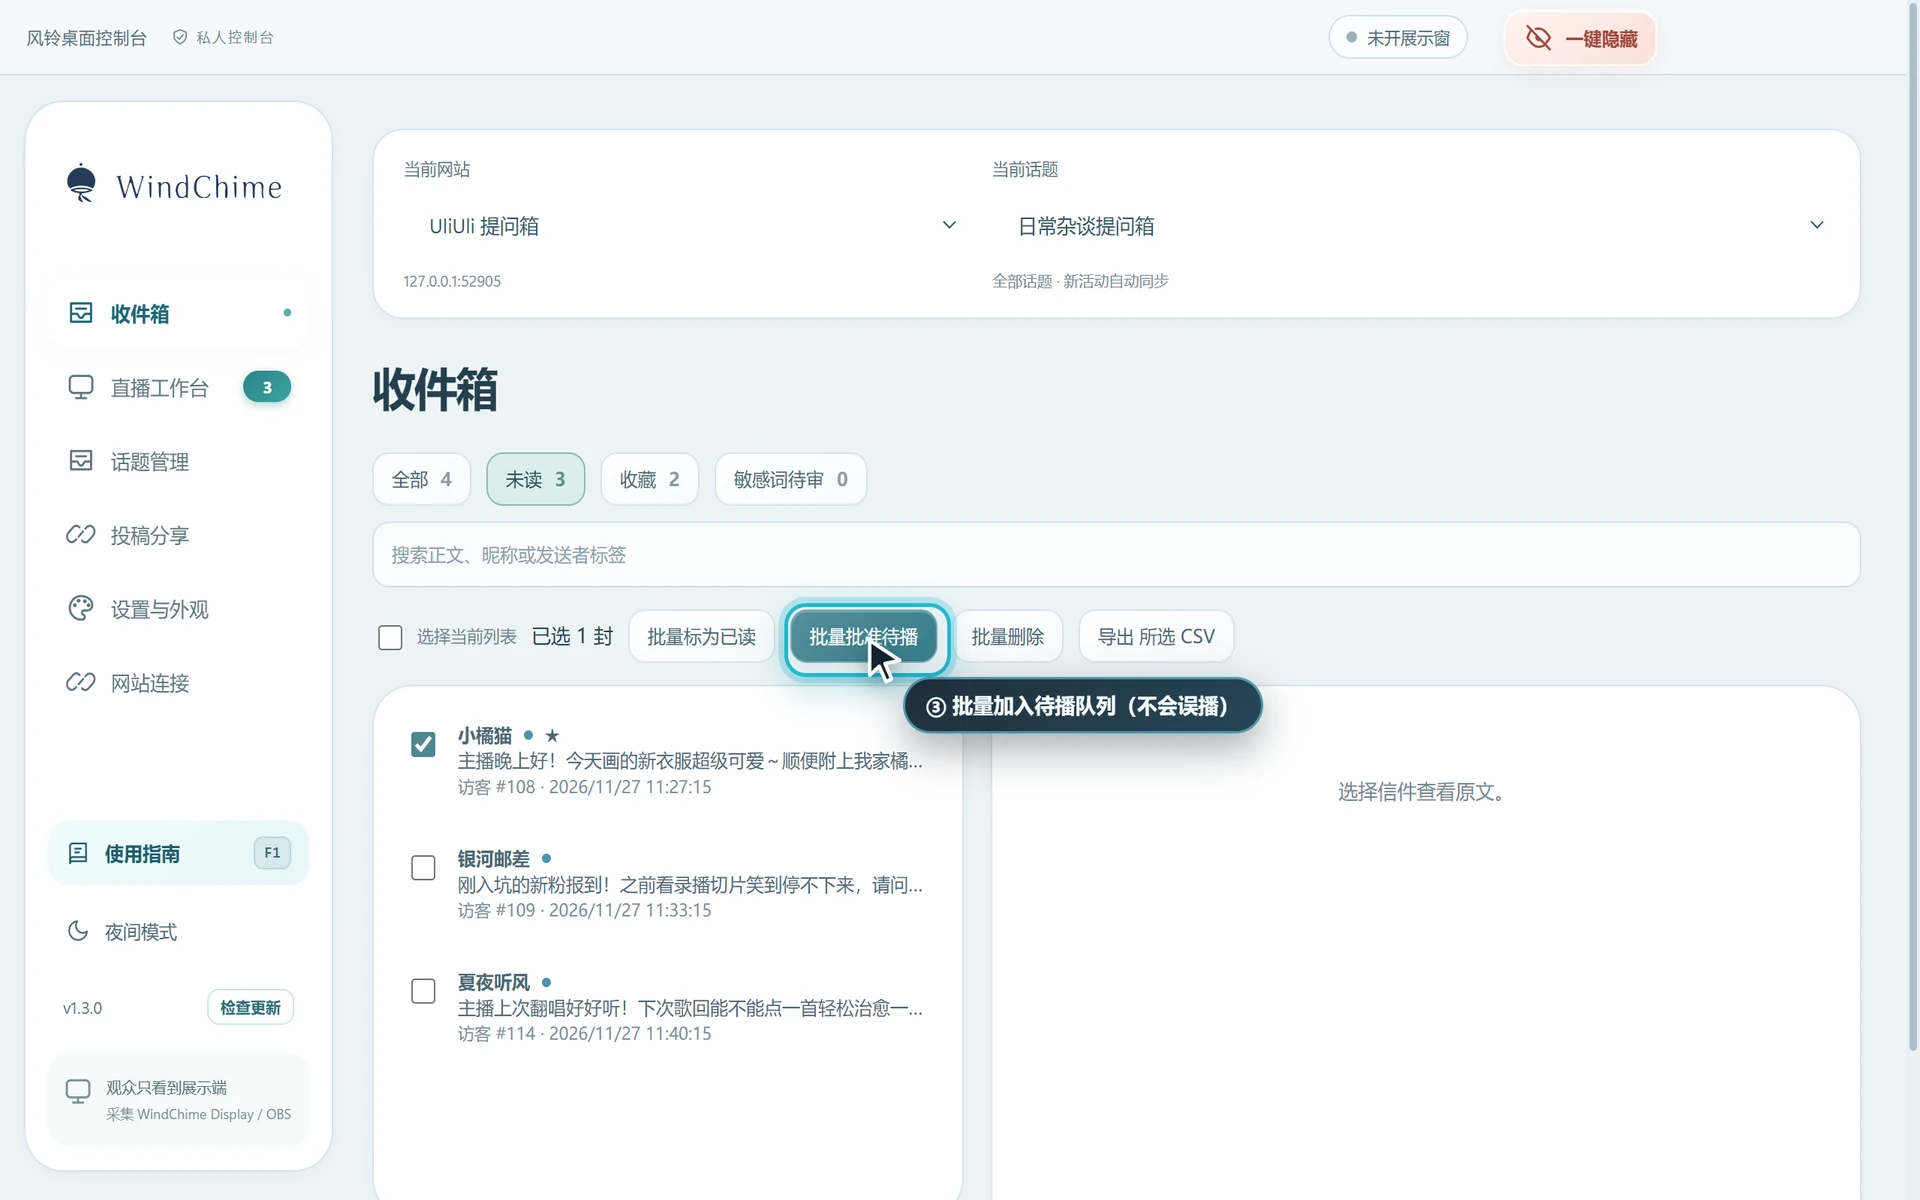 风铃桌面控制台
私人控制台
未开展示窗
一键隐藏
WindChime
收件箱
直播工作台 3
话题管理
投稿分享
设置与外观
网站连接
使用指南 F1
夜间模式
v1.3.0 检查更新
观众只看到展示端
采集 WindChime Display / OBS
当前网站
UliUli 提问箱
127.0.0.1:52905
当前话题
日常杂谈提问箱
全部话题 · 新活动自动同步
收件箱
全部 4
未读 3
收藏 2
敏感词待审 0
搜索正文、昵称或发送者标签
选择当前列表 已选 1 封 批量标为已读 批量批准待播 批量删除 导出 所选 CSV
③ 批量加入待播队列（不会误播）
小橘猫 ★
主播晚上好！今天画的新衣服超级可爱～顺便附上我家橘...
访客 #108 · 2026/11/27 11:27:15
银河邮差
刚入坑的新粉报到！之前看录播切片笑到停不下来，请问...
访客 #109 · 2026/11/27 11:33:15
夏夜听风
主播上次翻唱好好听！下次歌回能不能点一首轻松治愈一...
访客 #114 · 2026/11/27 11:40:15
选择信件查看原文。